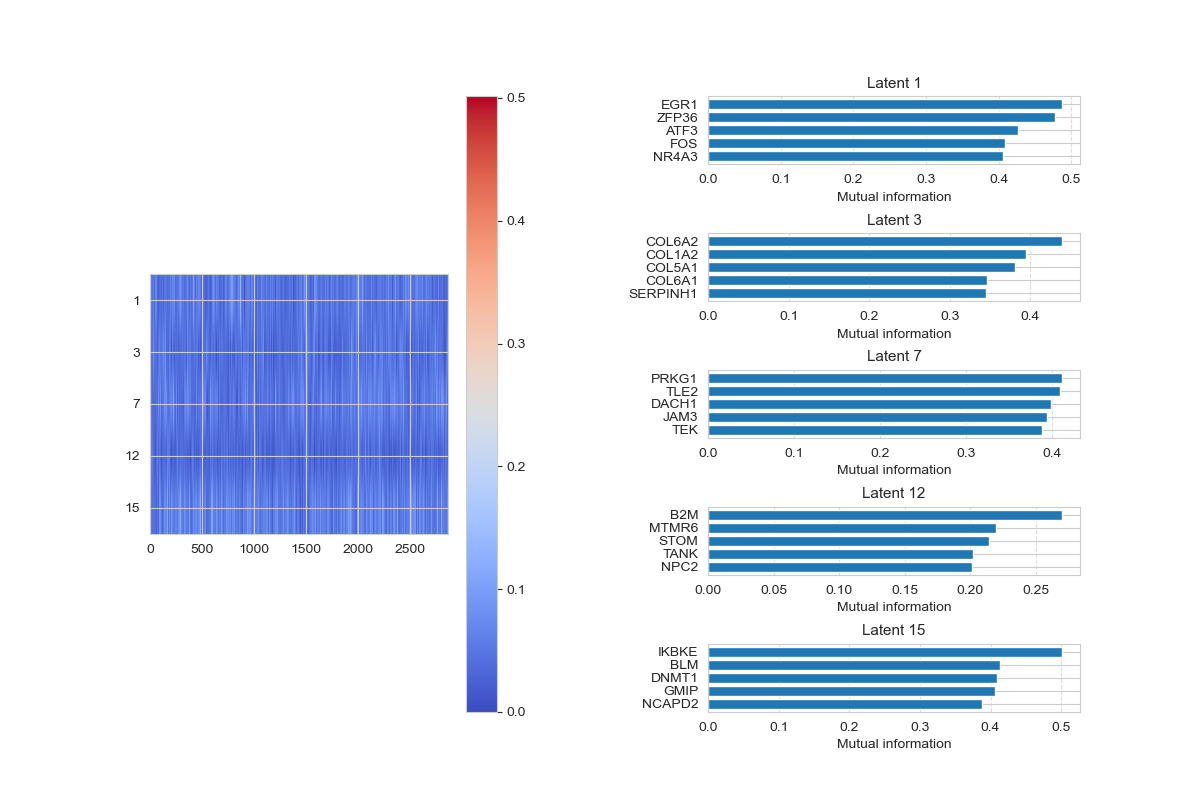 1
3
7
12
15
0 500 1000 1500 2000 2500
0.5
0.4
0.3
0.2
0.1
0.0
Latent 1
EGR1
ZFP36
ATF3
FOS
NR4A3
0.0 0.1 0.2 0.3 0.4 0.5
Mutual information
Latent 3
COL6A2
COL1A2
COL5A1
COL6A1
SERPINH1
0.0 0.1 0.2 0.3 0.4
Mutual information
Latent 7
PRKG1
TLE2
DACH1
JAM3
TEK
0.0 0.1 0.2 0.3 0.4
Mutual information
Latent 12
B2M
MTMR6
STOM
TANK
NPC2
0.00 0.05 0.10 0.15 0.20 0.25
Mutual information
Latent 15
IKBKE
BLM
DNMT1
GMIP
NCAPD2
0.0 0.1 0.2 0.3 0.4 0.5
Mutual information